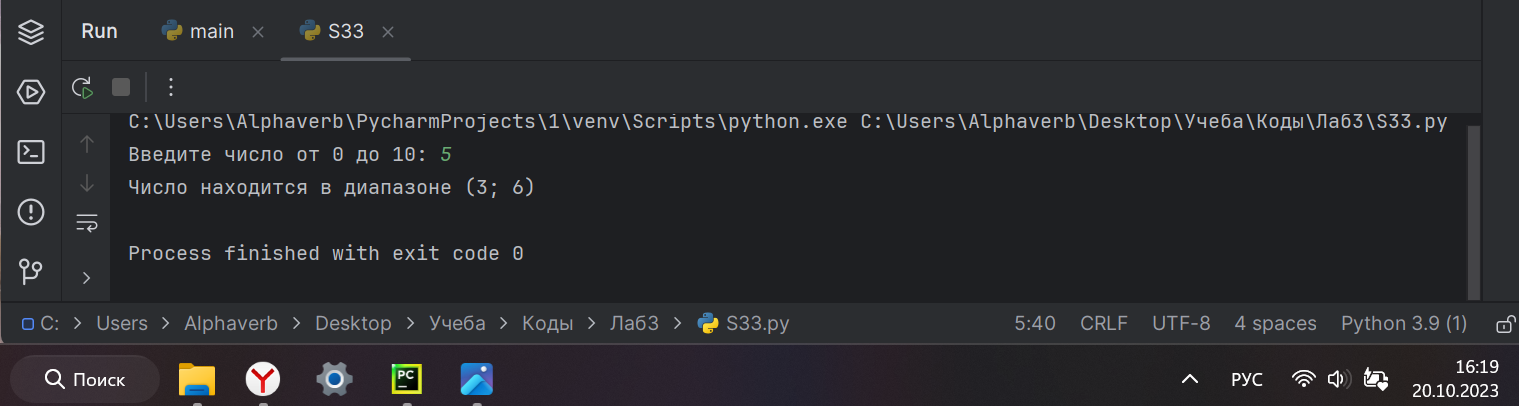 Run main S33
C:\Users\Alphaverb\PycharmProjects\1\venv\Scripts\python.exe C:\Users\Alphaverb\Desktop\Учеба\Коды\Лаб3\S33.py
Введите число от 0 до 10: 5
Число находится в диапазоне (3; 6)
Process finished with exit code 0
C: > Users > Alphaverb > Desktop > Учеба > Коды > Лаб3 > S33.py 5:40 CRLF UTF-8 4 spaces Python 3.9 (1)
Поиск PC РУС 16:19
20.10.2023